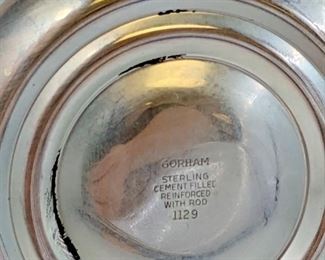 GORHAM
STERLING
CEMENT FILLED
REINFORCED
WITH ROD
1129